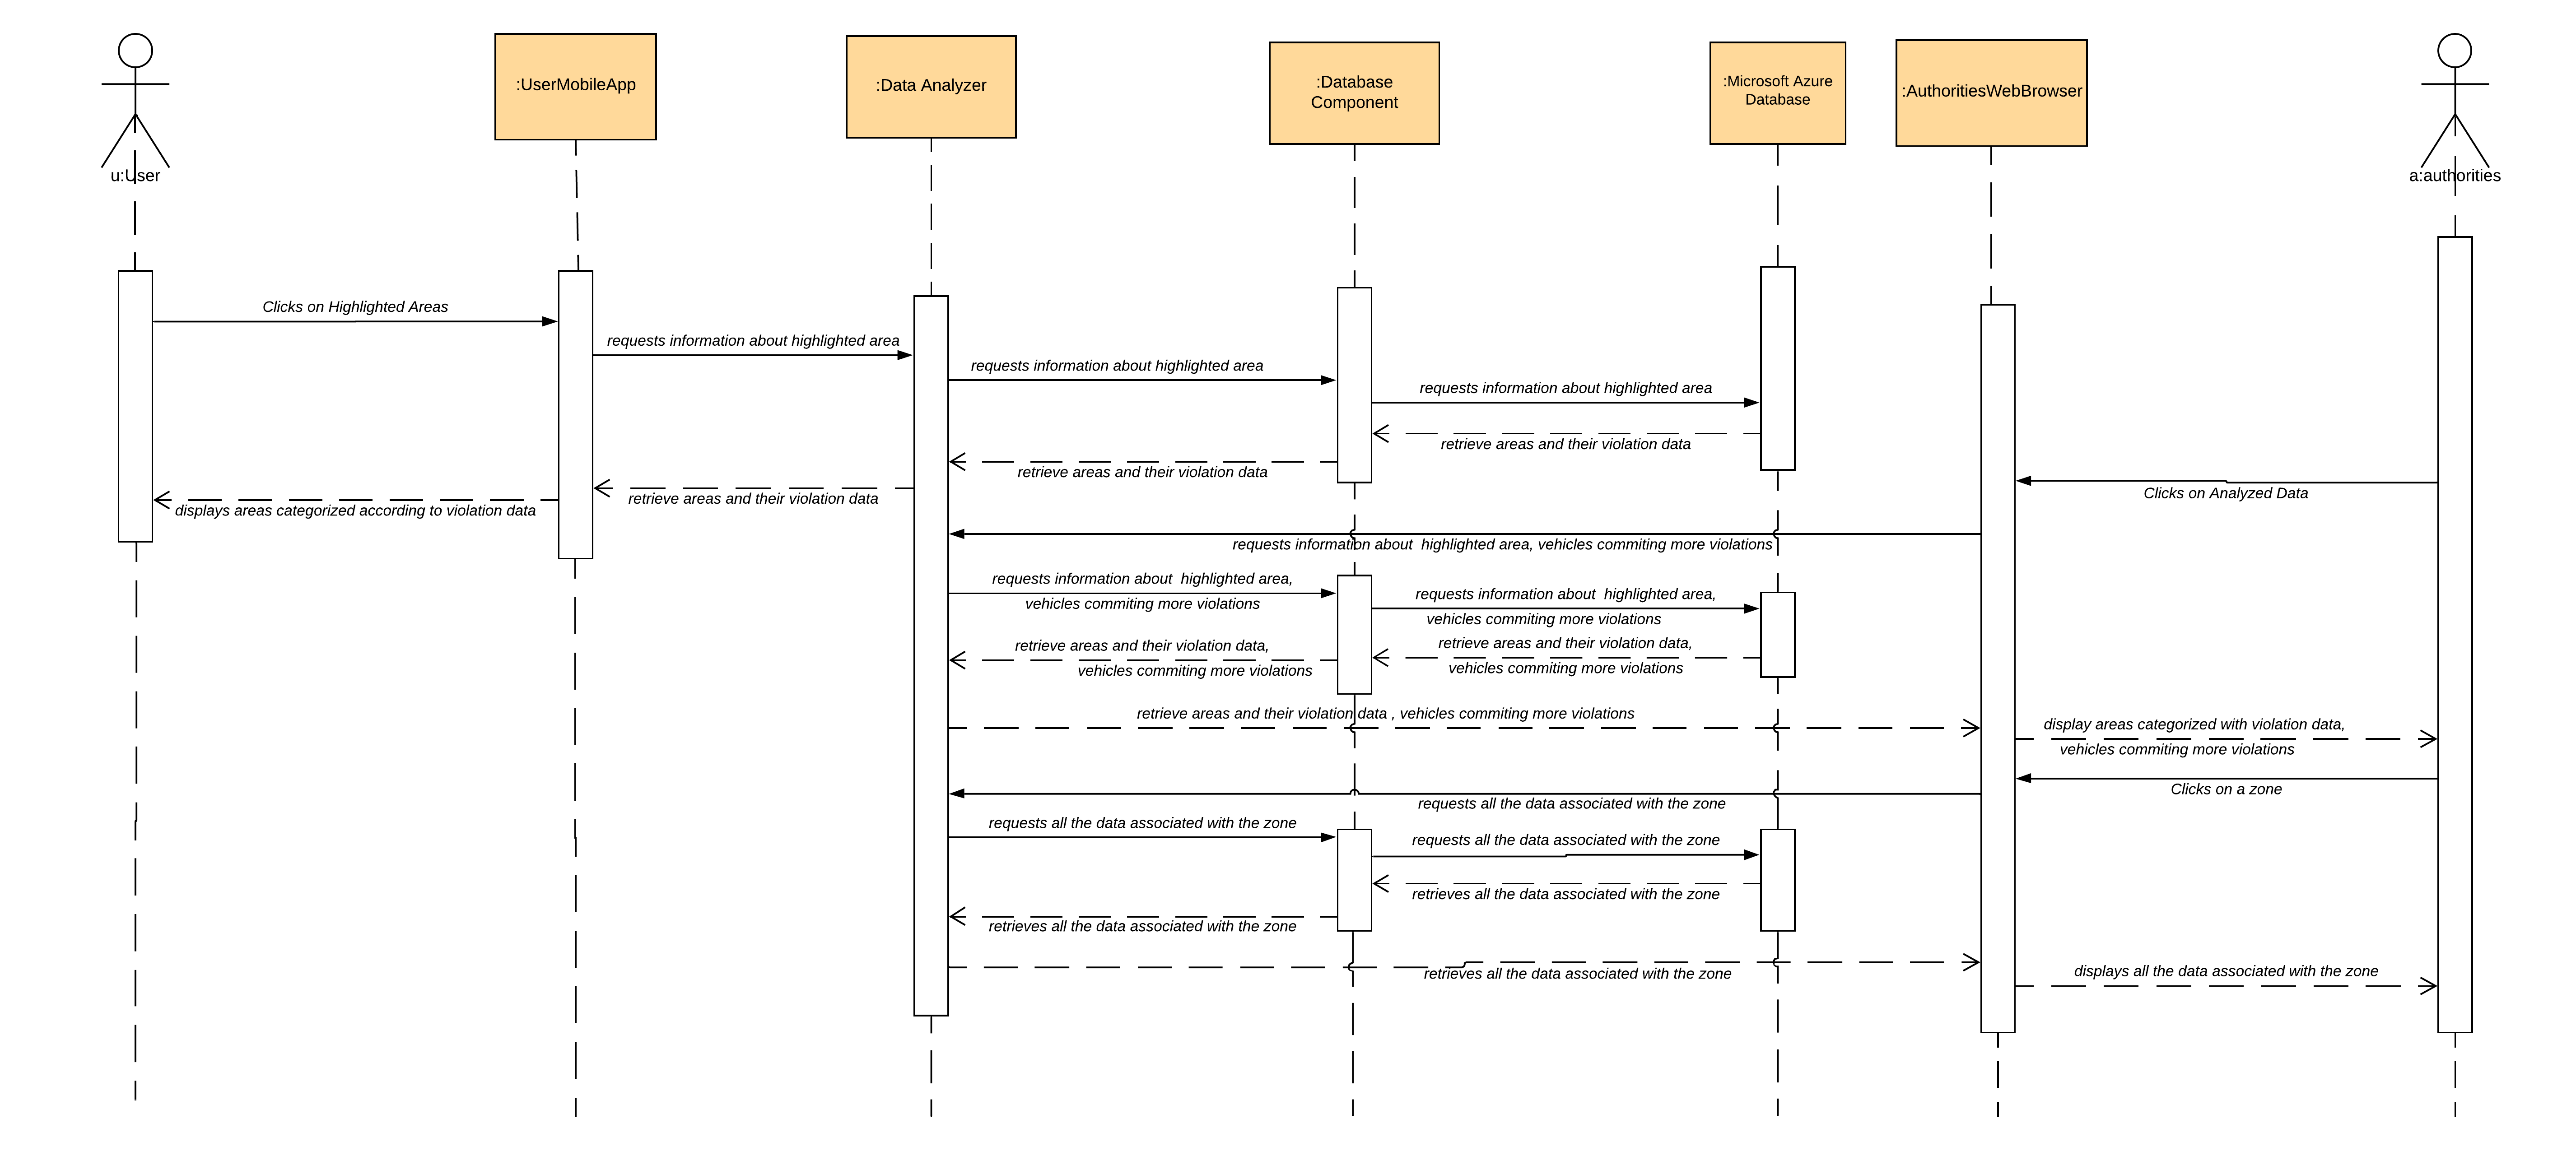 :UserMobileApp
:Data Analyzer
:Database
Component
:Microsoft Azure
Database
:AuthoritiesWebBrowser
u:User
a:authorities
Clicks on Highlighted Areas
requests information about highlighted area
requests information about highlighted area
requests information about highlighted area
retrieve areas and their violation data
retrieve areas and their violation data
retrieve areas and their violation data
displays areas categorized according to violation data
Clicks on Analyzed Data
requests information about  highlighted area, vehicles commiting more violations
requests information about  highlighted area,
vehicles commiting more violations
requests information about  highlighted area,
vehicles commiting more violations
retrieve areas and their violation data,
vehicles commiting more violations
retrieve areas and their violation data,
vehicles commiting more violations
retrieve areas and their violation data , vehicles commiting more violations
display areas categorized with violation data,
vehicles commiting more violations
Clicks on a zone
requests all the data associated with the zone
requests all the data associated with the zone
requests all the data associated with the zone
retrieves all the data associated with the zone
retrieves all the data associated with the zone
retrieves all the data associated with the zone
displays all the data associated with the zone